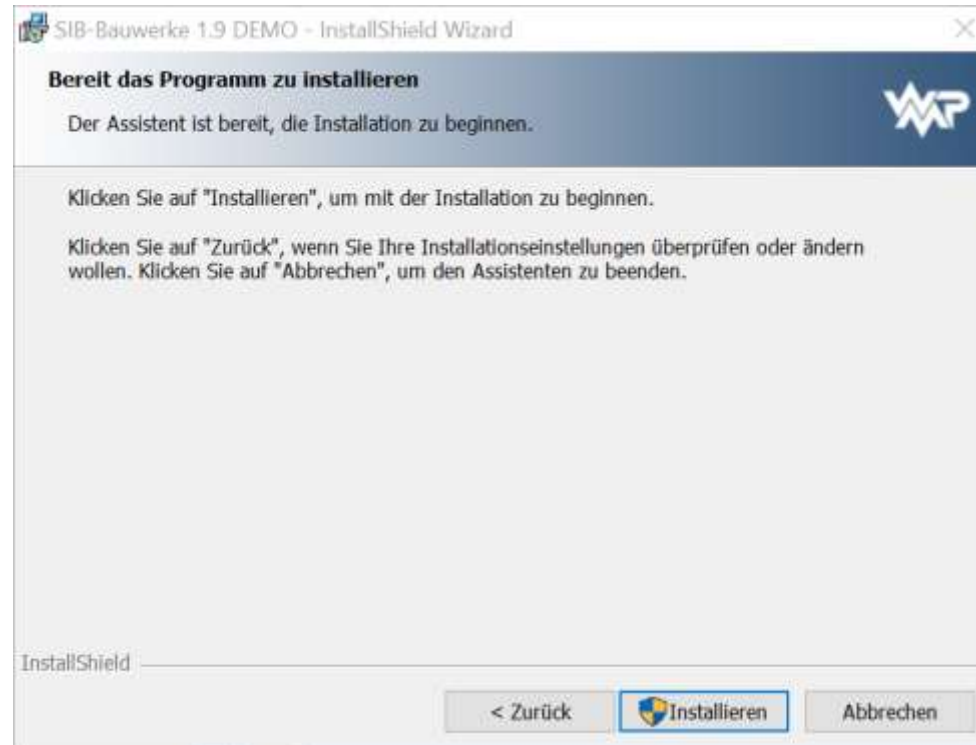 SIB-Bauwerke 1.9 DEMO - InstallShield Wizard
Bereit das Programm zu installieren
Der Assistent ist bereit, die Installation zu beginnen.
WMP
Klicken Sie auf "Installieren", um mit der Installation zu beginnen.
Klicken Sie auf "Zurück", wenn Sie Ihre Installationseinstellungen überprüfen oder ändern
wollen. Klicken Sie auf "Abbrechen", um den Assistenten zu beenden.
InstallShield
< Zurück
Installieren
Abbrechen